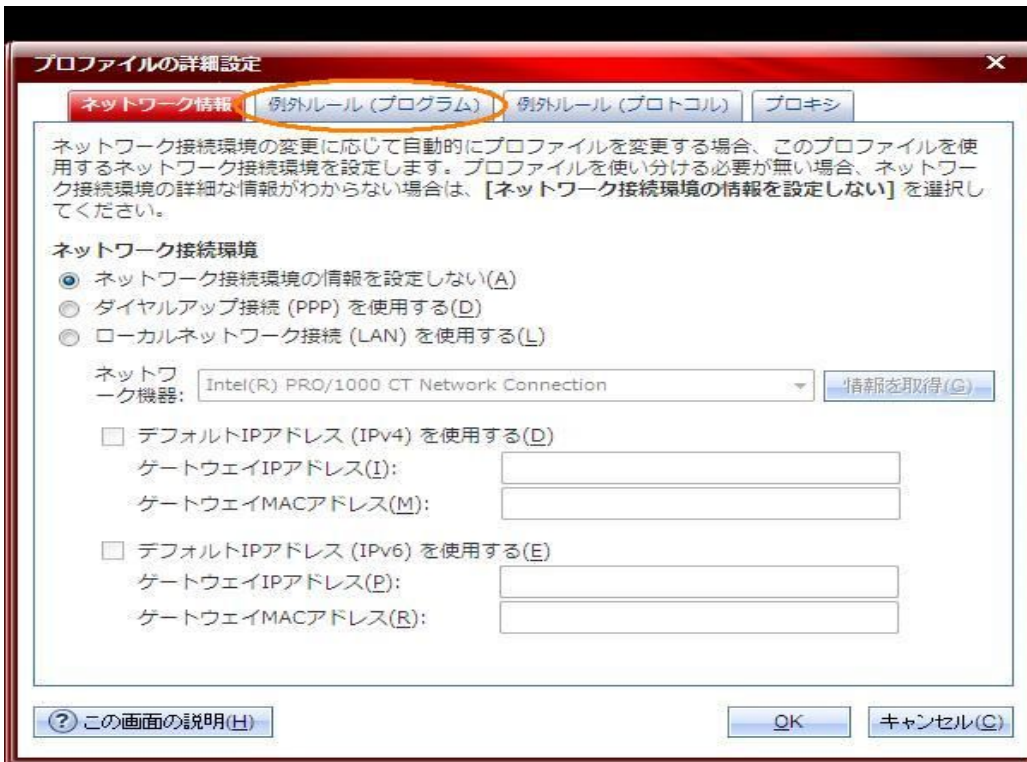 プロファイルの詳細設定
ネットワーク情報 例外ルール (プログラム) 例外ルール (プロトコル) プロキシ
ネットワーク接続環境の変更に応じて自動的にプロファイルを変更する場合、このプロファイルを使
用するネットワーク接続環境を設定します。プロファイルを使い分ける必要が無い場合、ネットワー
ク接続環境の詳細な情報がわからない場合は、[ネットワーク接続環境の情報を設定しない] を選択し
てください。
ネットワーク接続環境
ネットワーク接続環境の情報を設定しない(A)
ダイヤルアップ接続 (PPP) を使用する(D)
ローカルネットワーク接続 (LAN) を使用する(L)
ネットワ
ーク機器: Intel(R) PRO/1000 CT Network Connection 情報を取得(G)
デフォルトIPアドレス (IPv4) を使用する(D)
ゲートウェイIPアドレス(I):
ゲートウェイMACアドレス(M):
デフォルトIPアドレス (IPv6) を使用する(E)
ゲートウェイIPアドレス(P):
ゲートウェイMACアドレス(R):
? この画面の説明(H) OK キャンセル(C)